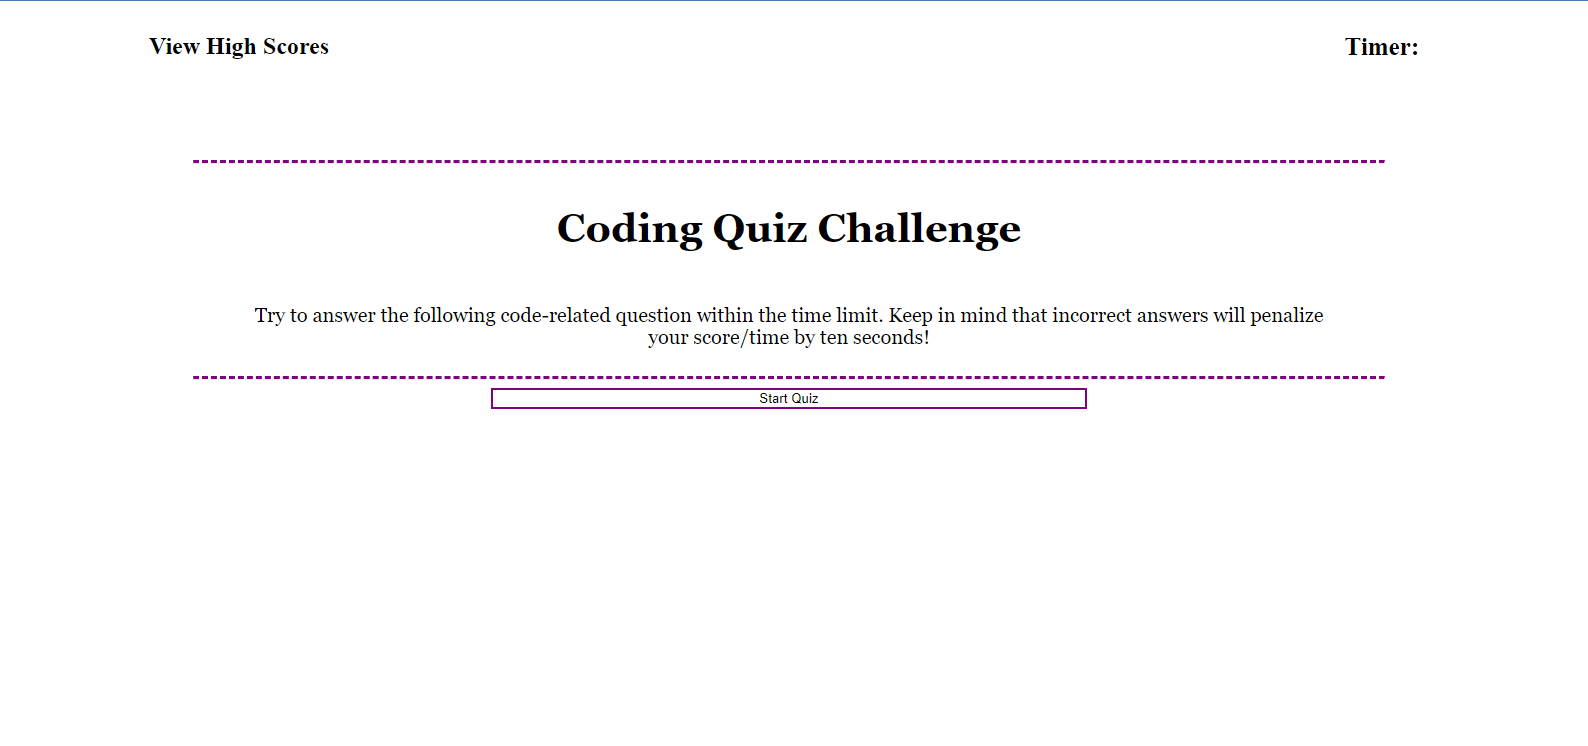 View High Scores
Timer:
Coding Quiz Challenge
Try to answer the following code-related question within the time limit. Keep in mind that incorrect answers will penalize
your score/time by ten seconds!
Start Quiz